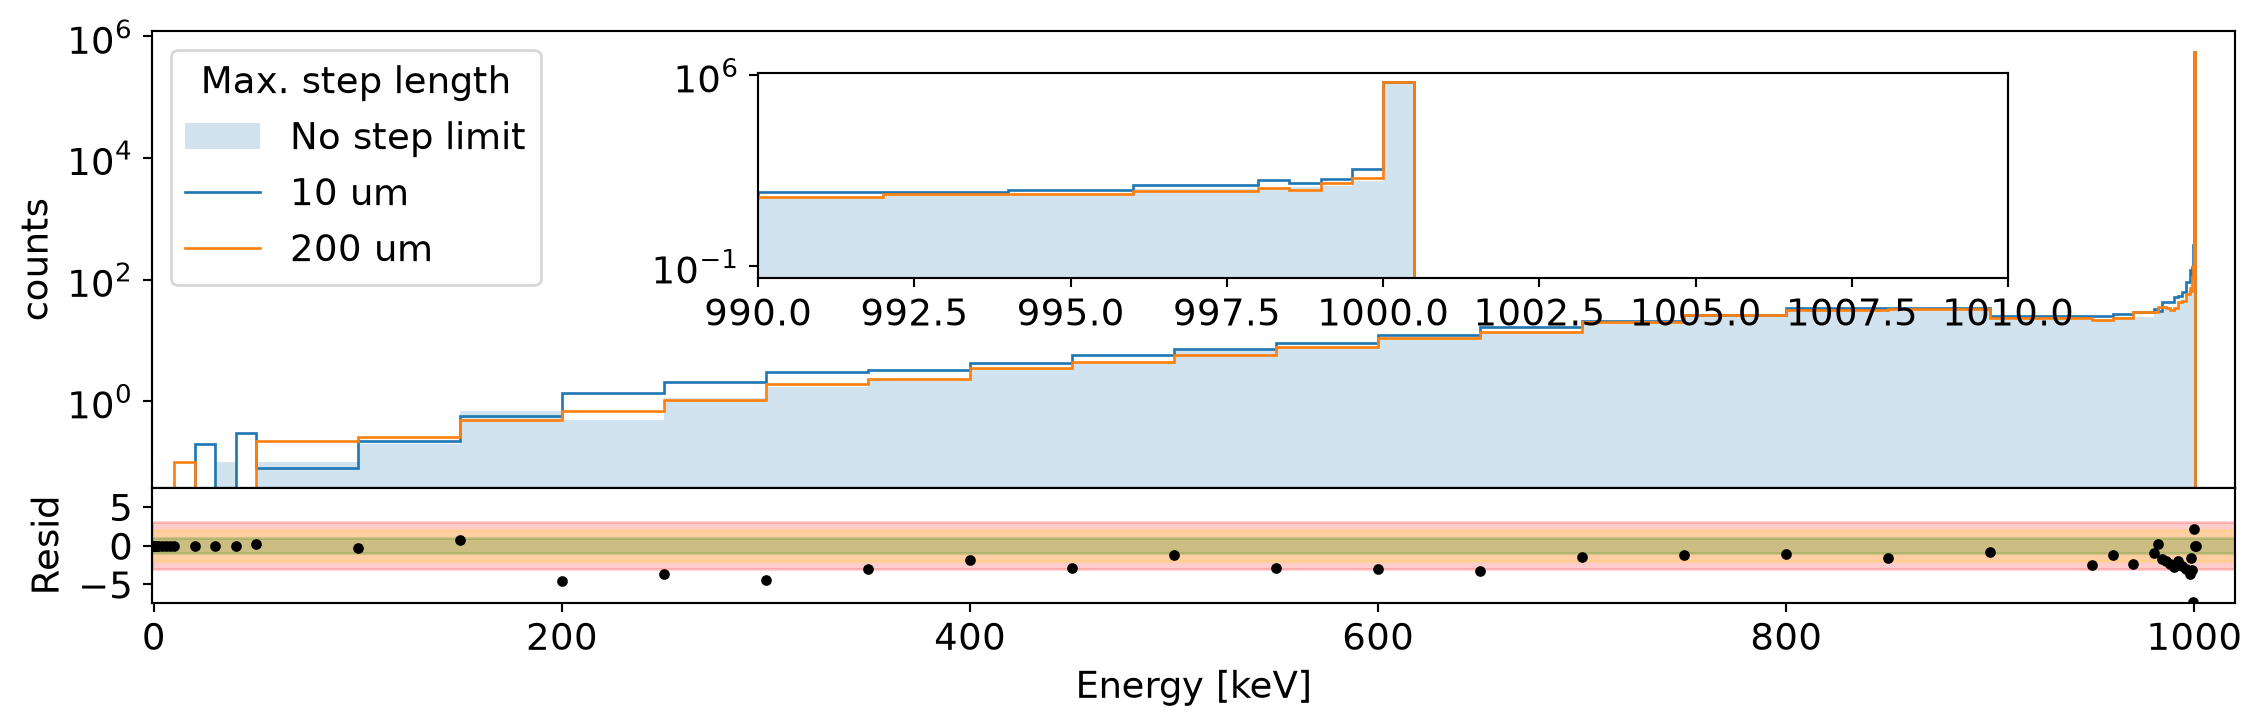 10^6
10^4
10^2
10^0
counts
Max. step length
No step limit
10 um
200 um
10^6
10^−1
990.0 992.5 995.0 997.5 1000.0 1002.5 1005.0 1007.5 1010.0
Resid
5
0
−5
0 200 400 600 800 1000
Energy [keV]